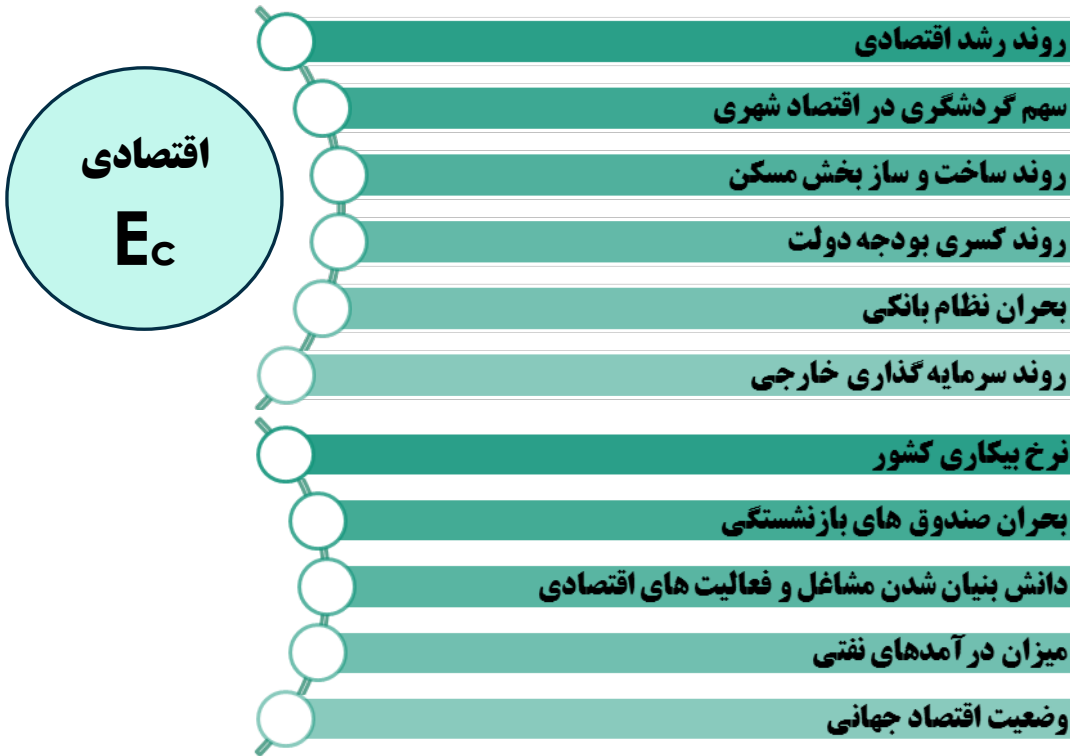 اقتصادی
Ec
روند رشد اقتصادی
سهم گردشگری در اقتصاد شهری
روند ساخت و ساز بخش مسکن
روند کسری بودجه دولت
بحران نظام بانکی
روند سرمایه گذاری خارجی
نرخ بیکاری کشور
بحران صندوق های بازنشستگی
دانش بنیان شدن مشاغل و فعالیت های اقتصادی
میزان درآمدهای نفتی
وضعیت اقتصاد جهانی